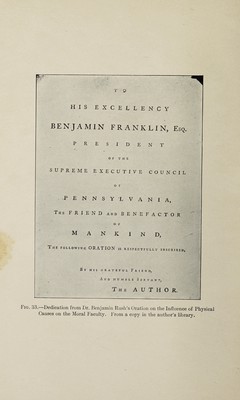 TO
HIS EXCELLENCY
BENJAMIN FRANKLIN, Esq.
PRESIDENT
OF THE
SUPREME EXECUTIVE COUNCIL
OF
PENNSYLVANIA,
The FRIEND and BENEFACTOR
OF
MANKIND,
The following ORATION is respectfully inscribed,
By his grateful Friend,
And humble Servant,
The AUTHOR.
Fig. 33.—Dedication from Dr. Benjamin Rush's Oration on the Influence of Physical
Causes on the Moral Faculty. From a copy in the author's library.